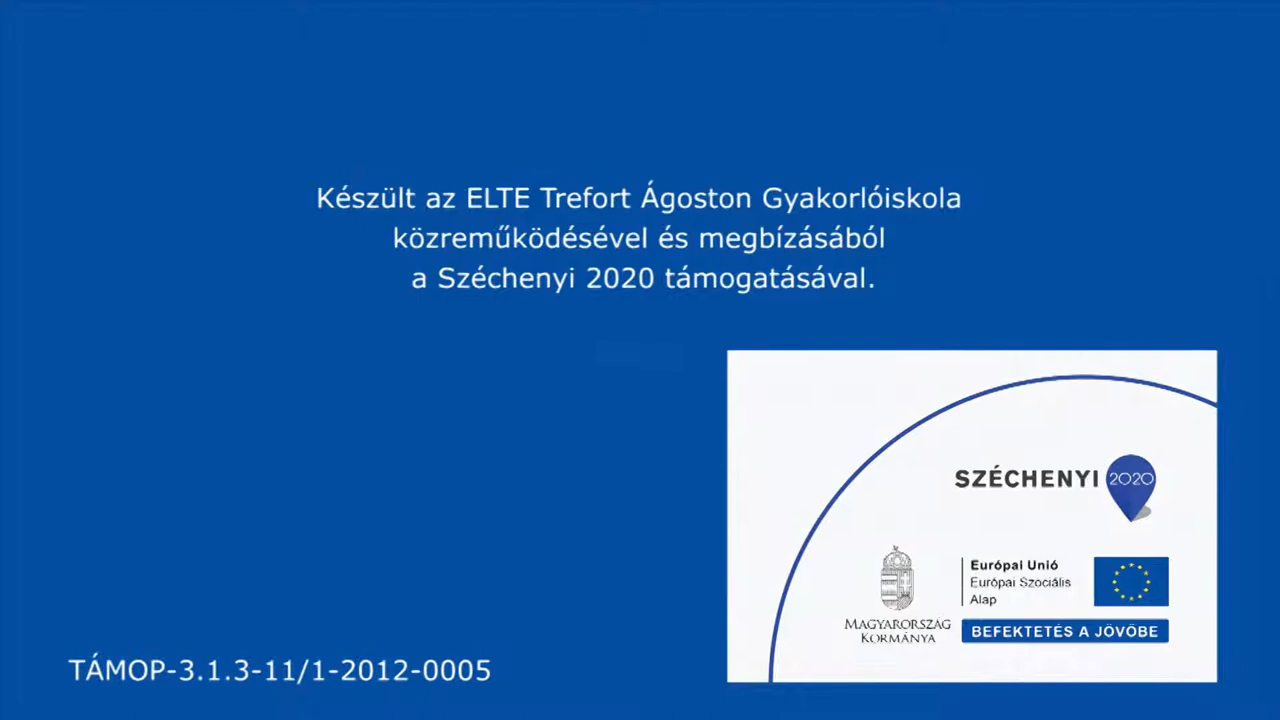 Készült az ELTE Trefort Ágoston Gyakorlóiskola
közreműködésével és megbízásából
a Széchenyi 2020 támogatásával.
SZÉCHENYI 2020
MAGYARORSZÁG
KORMÁNYA
Európai Unió
Európai Szociális
Alap
BEFEKTETÉS A JÖVŐBE
TÁMOP-3.1.3-11/1-2012-0005